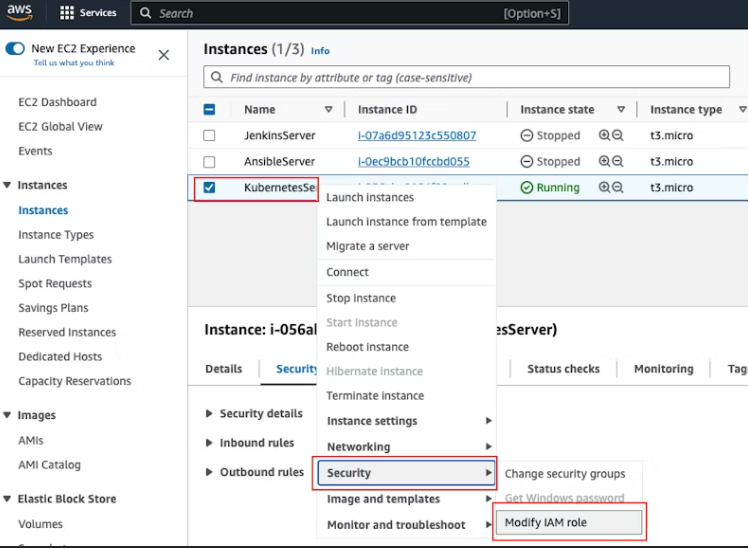 aws
Services
Search
[Option+S]
New EC2 Experience
Tell us what you think
EC2 Dashboard
EC2 Global View
Events
Instances
Instances
Instance Types
Launch Templates
Spot Requests
Savings Plans
Reserved Instances
Dedicated Hosts
Capacity Reservations
Images
AMIs
AMI Catalog
Elastic Block Store
Volumes
Instances (1/3) Info
Find instance by attribute or tag (case-sensitive)
Name Instance ID Instance state Instance type
JenkinsServer i-07a6d95123c550807 Stopped t3.micro
AnsibleServer i-0ec9bcb10fccbd055 Stopped t3.micro
KubernetesSe Running t3.micro
Launch instances
Launch instance from template
Migrate a server
Connect
Stop instance
Start instance
Reboot instance
Hibernate instance
Terminate instance
Instance settings
Networking
Security
Image and templates
Monitor and troubleshoot
Change security groups
Get Windows password
Modify IAM role
Instance: i-056a esServer)
Details Security Status checks Monitoring Tag
Security details
Inbound rules
Outbound rules